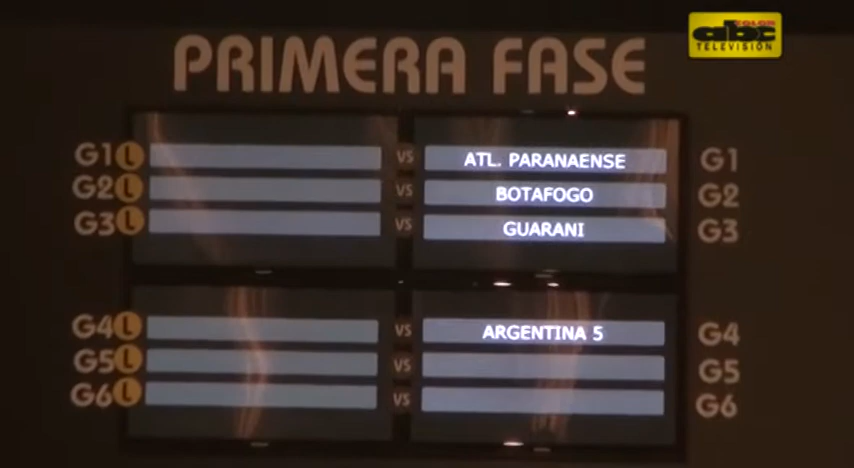 COLOR
abc
TELEVISIÓN
PRIMERA FASE
G1 L VS ATL. PARANAENSE G1
G2 L VS BOTAFOGO G2
G3 L VS GUARANI G3
G4 L VS ARGENTINA 5 G4
G5 L VS G5
G6 L VS G6